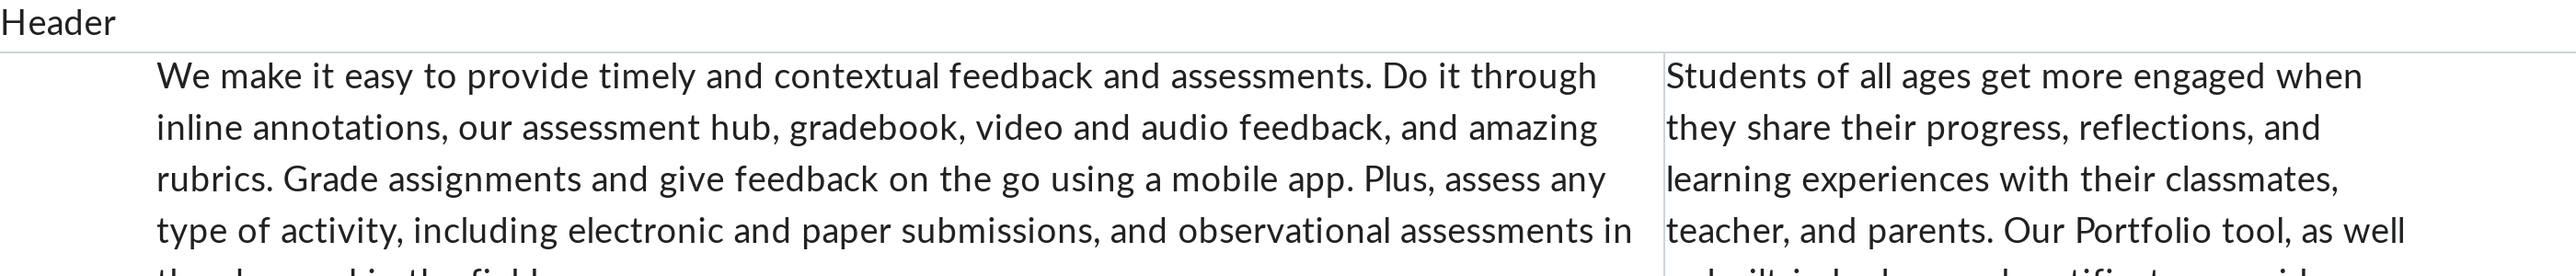 Header
We make it easy to provide timely and contextual feedback and assessments. Do it through
inline annotations, our assessment hub, gradebook, video and audio feedback, and amazing
rubrics. Grade assignments and give feedback on the go using a mobile app. Plus, assess any
type of activity, including electronic and paper submissions, and observational assessments in
Students of all ages get more engaged when
they share their progress, reflections, and
learning experiences with their classmates,
teacher, and parents. Our Portfolio tool, as well